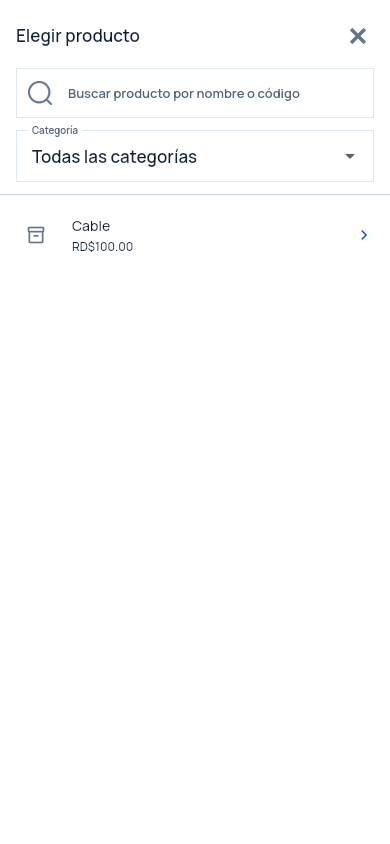 Elegir producto
Buscar producto por nombre o código
Categoría
Todas las categorías
Cable
RD$100.00